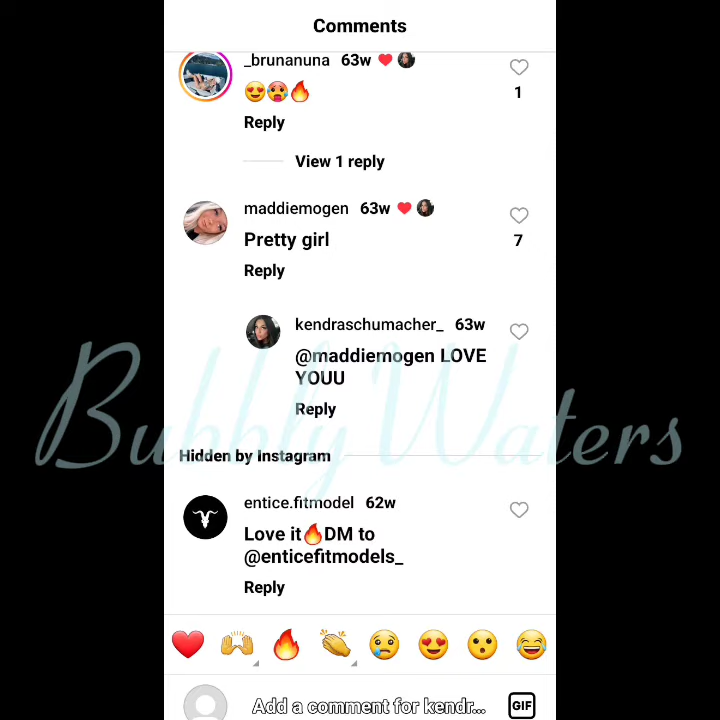 Comments
_brunanuna 63w
1
Reply
View 1 reply
maddiemogen 63w
Pretty girl
7
Reply
kendraschumacher_ 63w
@maddiemogen LOVE
YOUU
Reply
Bubbly Waters
Hidden by Instagram
entice.fitmodel 62w
Love it🔥DM to
@enticefitmodels_
Reply
Add a comment for kendr...
GIF